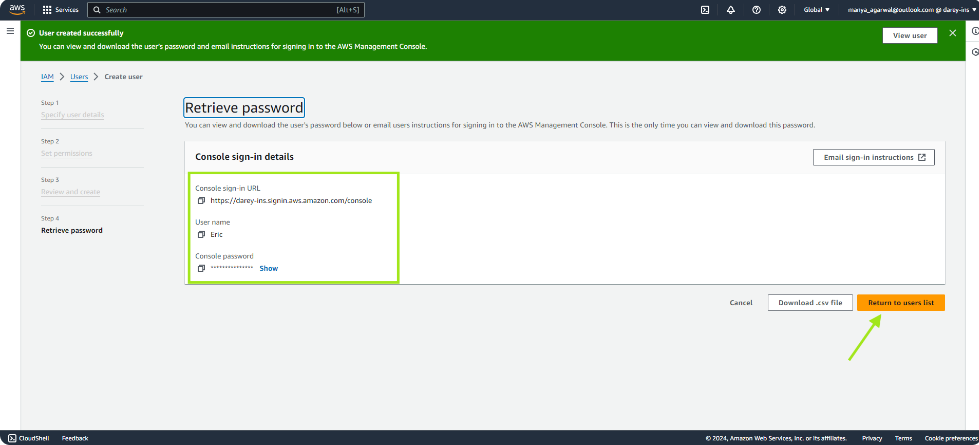 aws
Services
Search
[Alt+S]
Global
manya_agarwal@outlook.com @ darey-ins
User created successfully
You can view and download the user's password and email instructions for signing in to the AWS Management Console.
View user
IAM
Users
Create user
Step 1
Specify user details
Step 2
Set permissions
Step 3
Review and create
Step 4
Retrieve password
Retrieve password
You can view and download the user's password below or email users instructions for signing in to the AWS Management Console. This is the only time you can view and download this password.
Console sign-in details
Email sign-in instructions
Console sign-in URL
https://darey-ins.signin.aws.amazon.com/console
User name
Eric
Console password
*************** Show
Cancel
Download .csv file
Return to users list
CloudShell
Feedback
© 2024, Amazon Web Services, Inc. or its affiliates.
Privacy
Terms
Cookie preferences